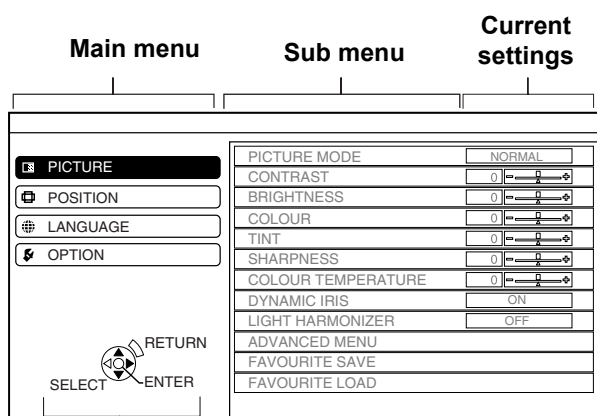 Main menu
Sub menu
Current settings
PICTURE
POSITION
LANGUAGE
OPTION
PICTURE MODE NORMAL
CONTRAST 0
BRIGHTNESS 0
COLOUR 0
TINT 0
SHARPNESS 0
COLOUR TEMPERATURE 0
DYNAMIC IRIS ON
LIGHT HARMONIZER OFF
ADVANCED MENU
FAVOURITE SAVE
FAVOURITE LOAD
RETURN
SELECT ENTER